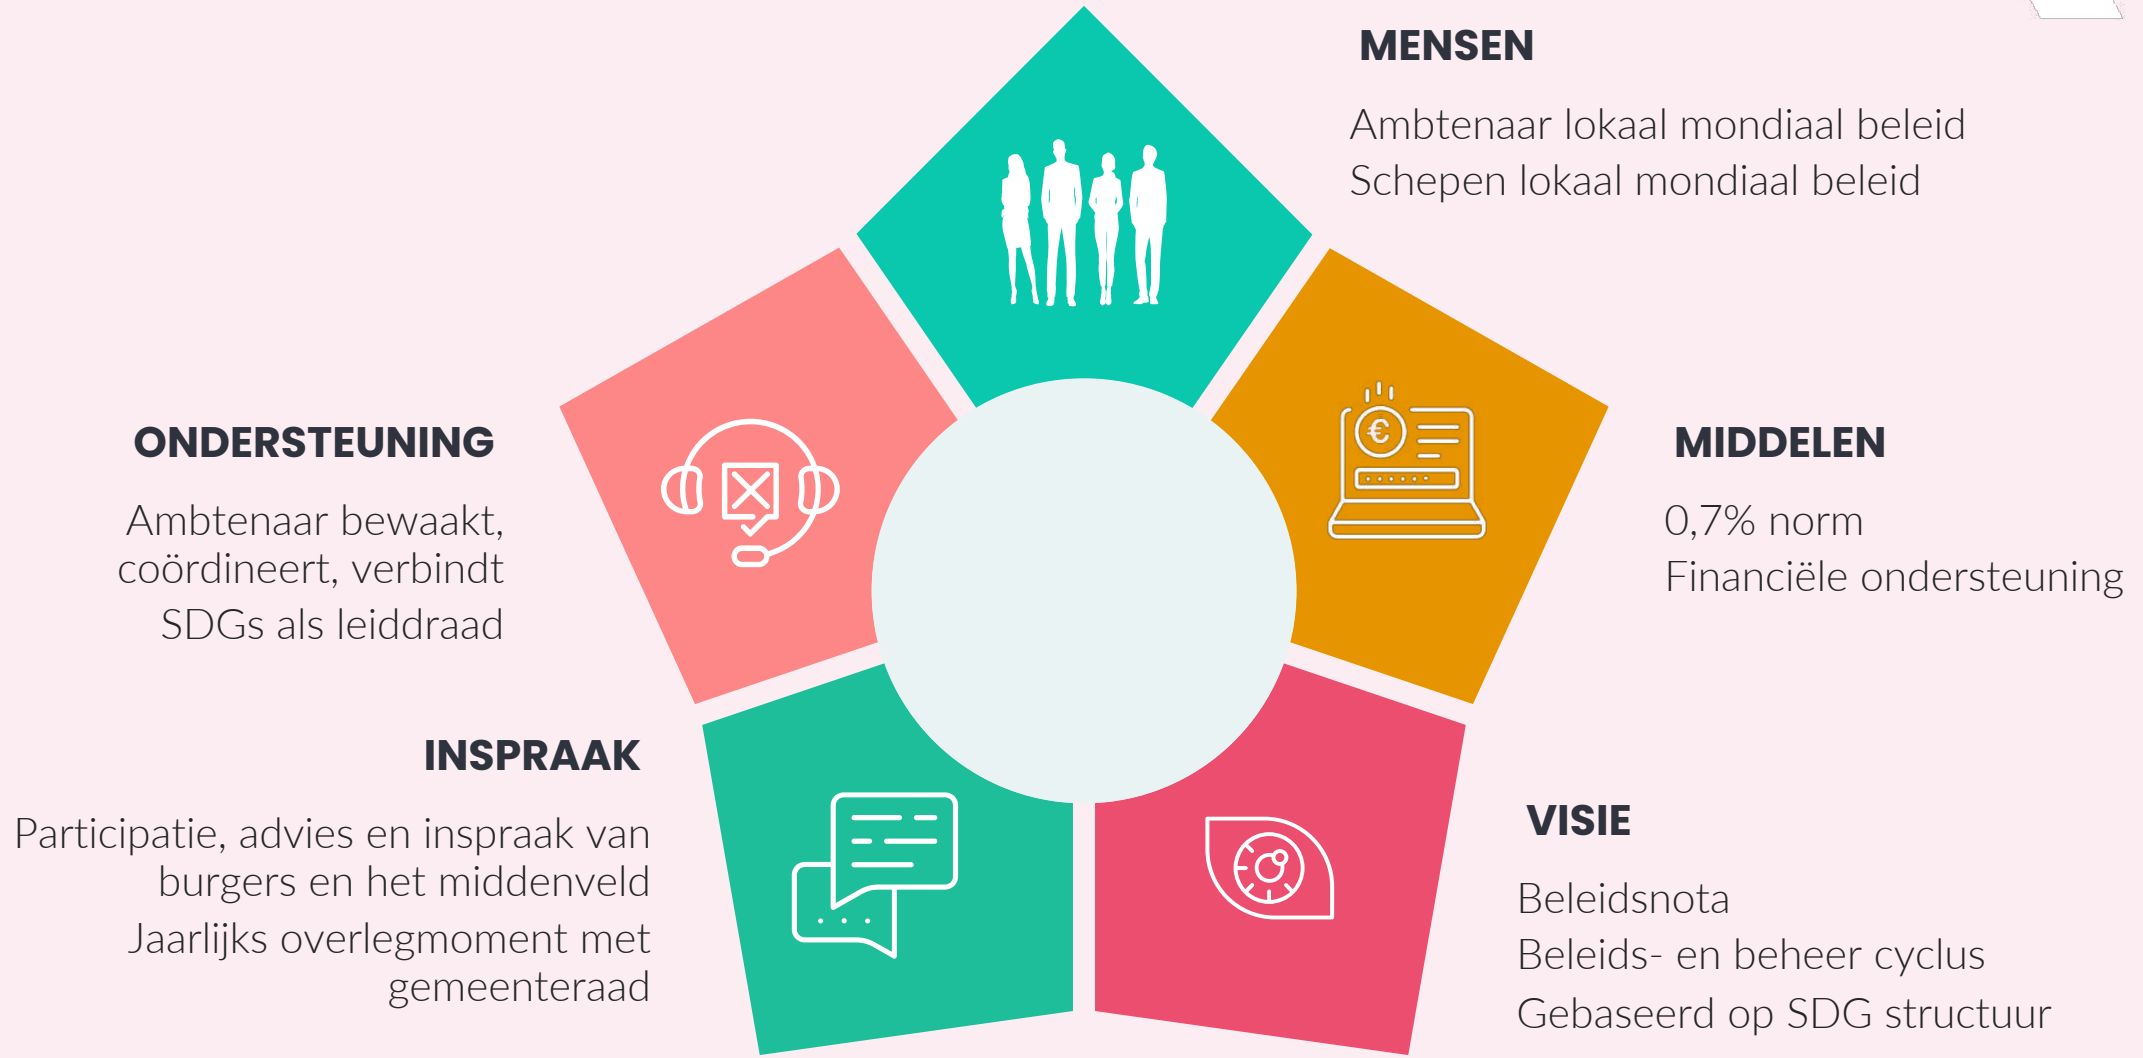 MENSEN
Ambtenaar lokaal mondiaal beleid
Schepen lokaal mondiaal beleid
MIDDELEN
0,7% norm
Financiële ondersteuning
VISIE
Beleidsnota
Beleids- en beheer cyclus
Gebaseerd op SDG structuur
INSPRAAK
Participatie, advies en inspraak van
burgers en het middenveld
Jaarlijks overlegmoment met
gemeenteraad
ONDERSTEUNING
Ambtenaar bewaakt,
coördineert, verbindt
SDGs als leiddraad
€